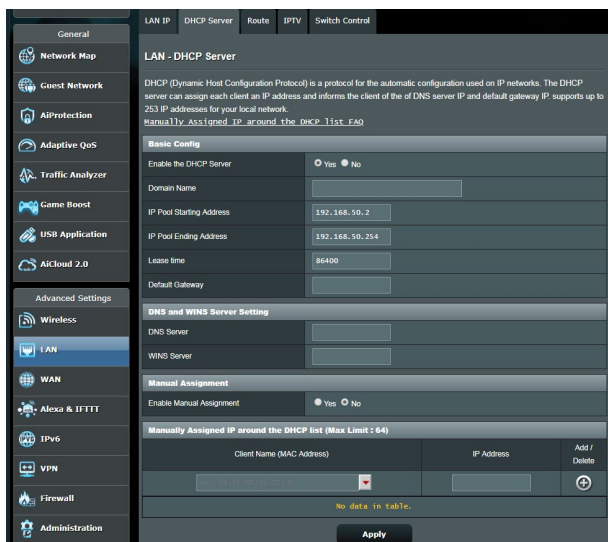 LAN IP DHCP Server Route IPTV Switch Control
General
Network Map
Guest Network
AiProtection
Adaptive QoS
Traffic Analyzer
Game Boost
USB Application
AiCloud 2.0
Advanced Settings
Wireless
LAN
WAN
Alexa & IFTTT
IPv6
VPN
Firewall
Administration
LAN - DHCP Server
DHCP (Dynamic Host Configuration Protocol) is a protocol for the automatic configuration used on IP networks. The DHCP
server can assign each client an IP address and informs the client of the of DNS server IP and default gateway IP. supports up to
253 IP addresses for your local network.
Manually Assigned IP around the DHCP list FAQ
Basic Config
Enable the DHCP Server Yes No
Domain Name
IP Pool Starting Address 192.168.50.2
IP Pool Ending Address 192.168.50.254
Lease time 86400
Default Gateway
DNS and WINS Server Setting
DNS Server
WINS Server
Manual Assignment
Enable Manual Assignment Yes No
Manually Assigned IP around the DHCP list (Max Limit : 64)
Client Name (MAC Address) IP Address Add /
Delete
No data in table.
Apply